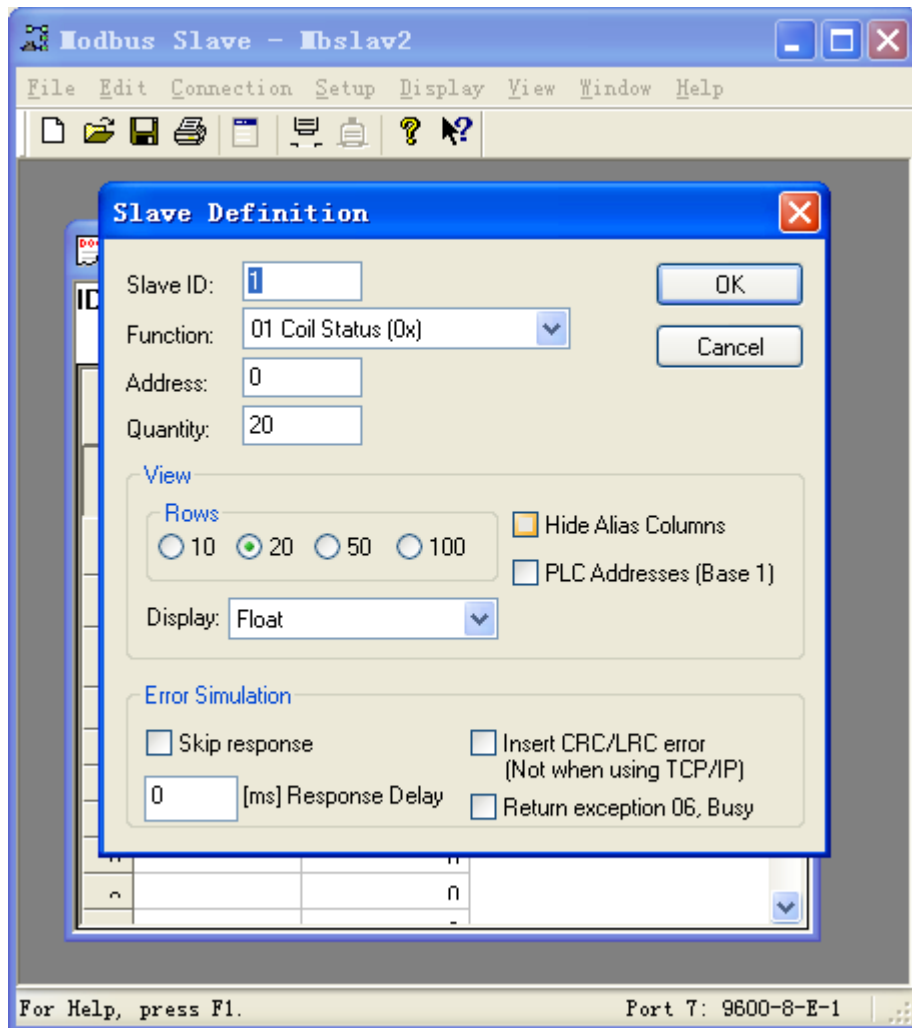 Modbus Slave - Mbslav2
File Edit Connection Setup Display View Window Help
Slave Definition
ID
Slave ID: 1
OK
Function: 01 Coil Status (0x)
Cancel
Address: 0
Quantity: 20
View
Rows
10 20 50 100
Hide Alias Columns
PLC Addresses (Base 1)
Display: Float
Error Simulation
Skip response
Insert CRC/LRC error
(Not when using TCP/IP)
0 [ms] Response Delay
Return exception 06, Busy
For Help, press F1.
Port 7: 9600-8-E-1